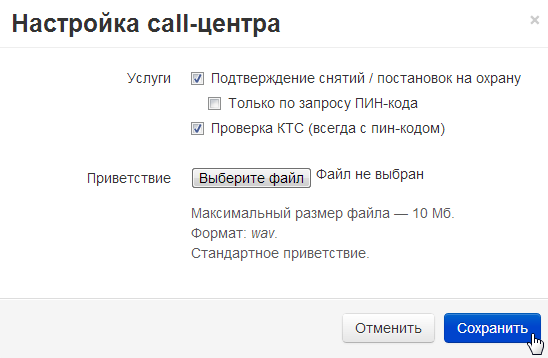 Настройка call-центра
×
Услуги Подтверждение снятий / постановок на охрану
Только по запросу ПИН-кода
Проверка КТС (всегда с пин-кодом)
Приветствие Выберите файл Файл не выбран
Максимальный размер файла — 10 Мб.
Формат: wav.
Стандартное приветствие.
Отменить Сохранить